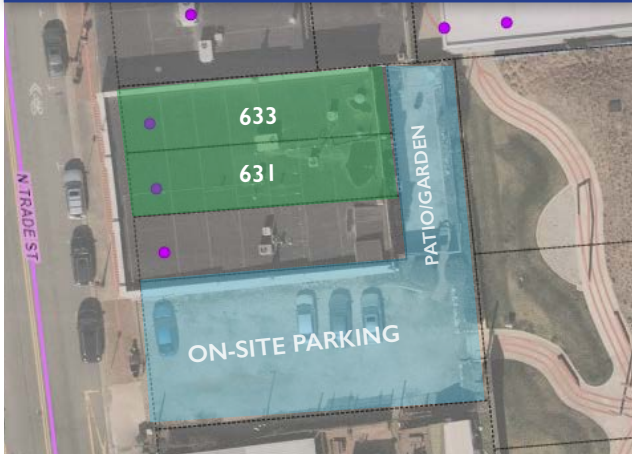 633
631
N TRADE ST
PATIO/GARDEN
ON-SITE PARKING